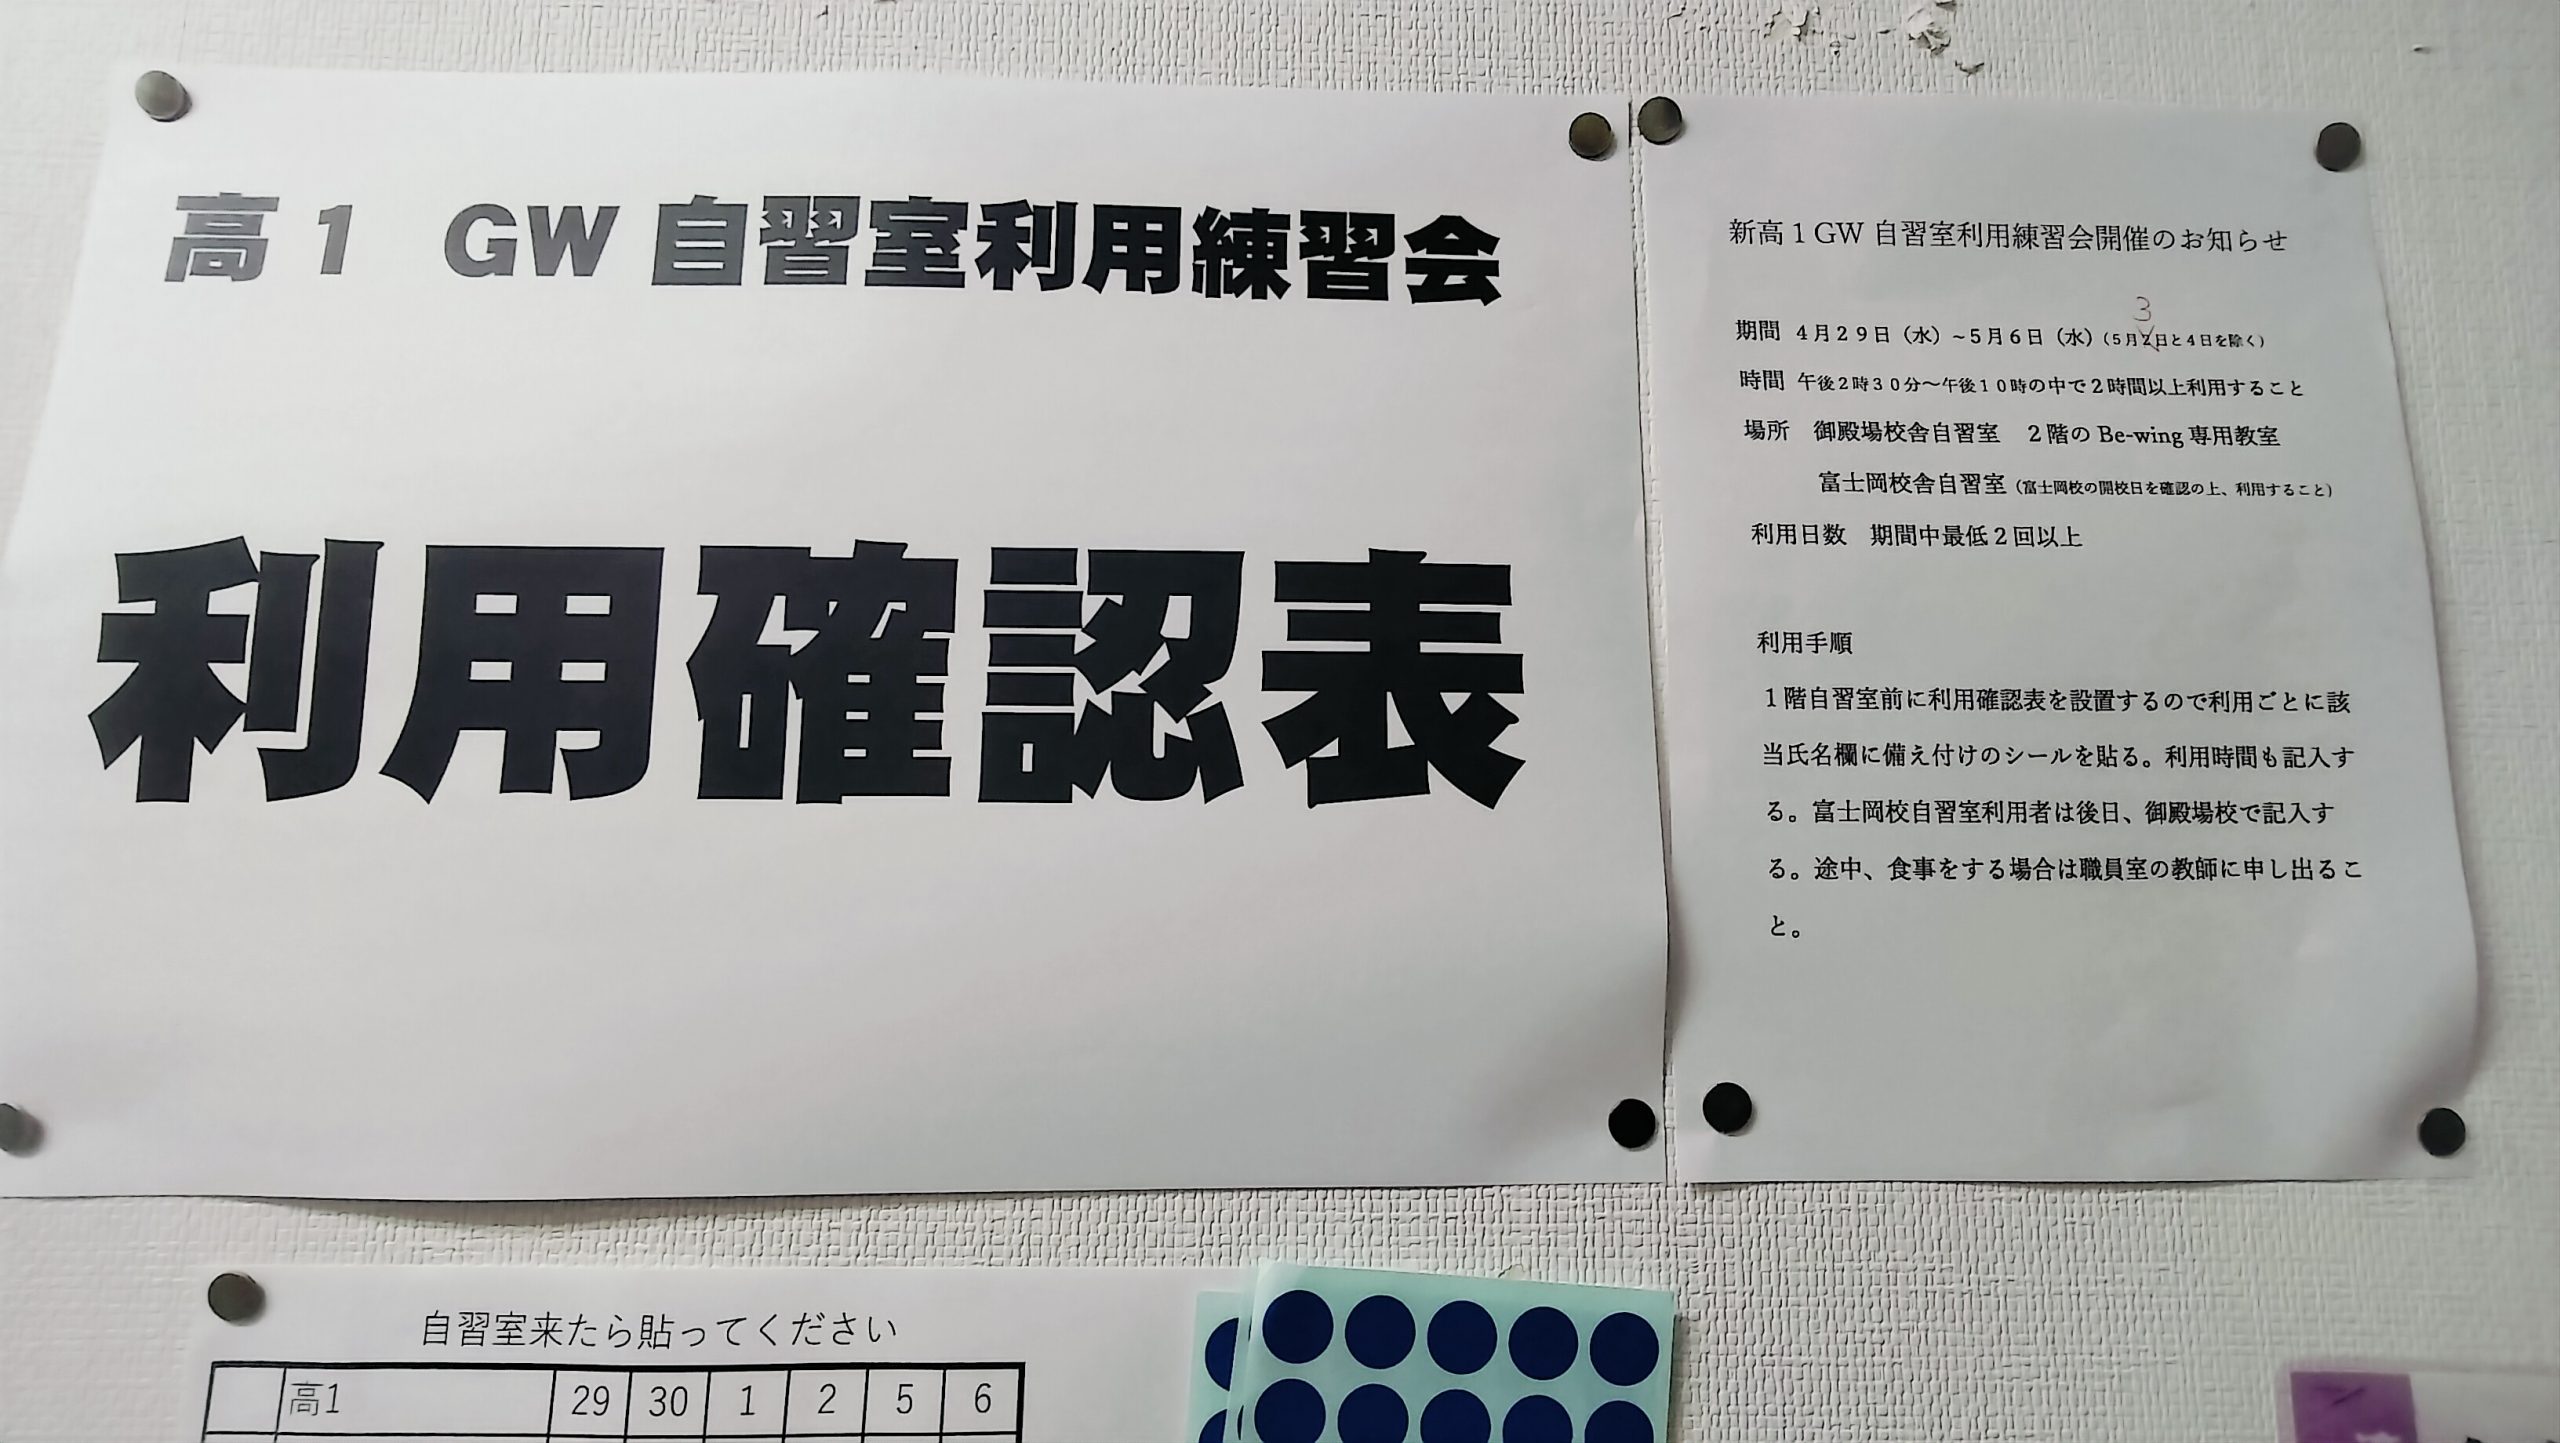 高１ GW 自習室利用練習会
利用確認表
新高１GW 自習室利用練習会開催のお知らせ
3
期間 ４月２９日（水）～５月６日（水）（５月2日と４日を除く）
時間 午後２時３０分～午後１０時の中で２時間以上利用すること
場所 御殿場校舎自習室 ２階の Be-wing 専用教室
富士岡校舎自習室（富士岡校の開校日を確認の上、利用すること）
利用日数 期間中最低２回以上
利用手順
１階自習室前に利用確認表を設置するので利用ごとに該
当氏名欄に備え付けのシールを貼る。利用時間も記入す
る。富士岡校自習室利用者は後日、御殿場校で記入す
る。途中、食事をする場合は職員室の教師に申し出るこ
と。
自習室来たら貼ってください
高1 29 30 1 2 5 6